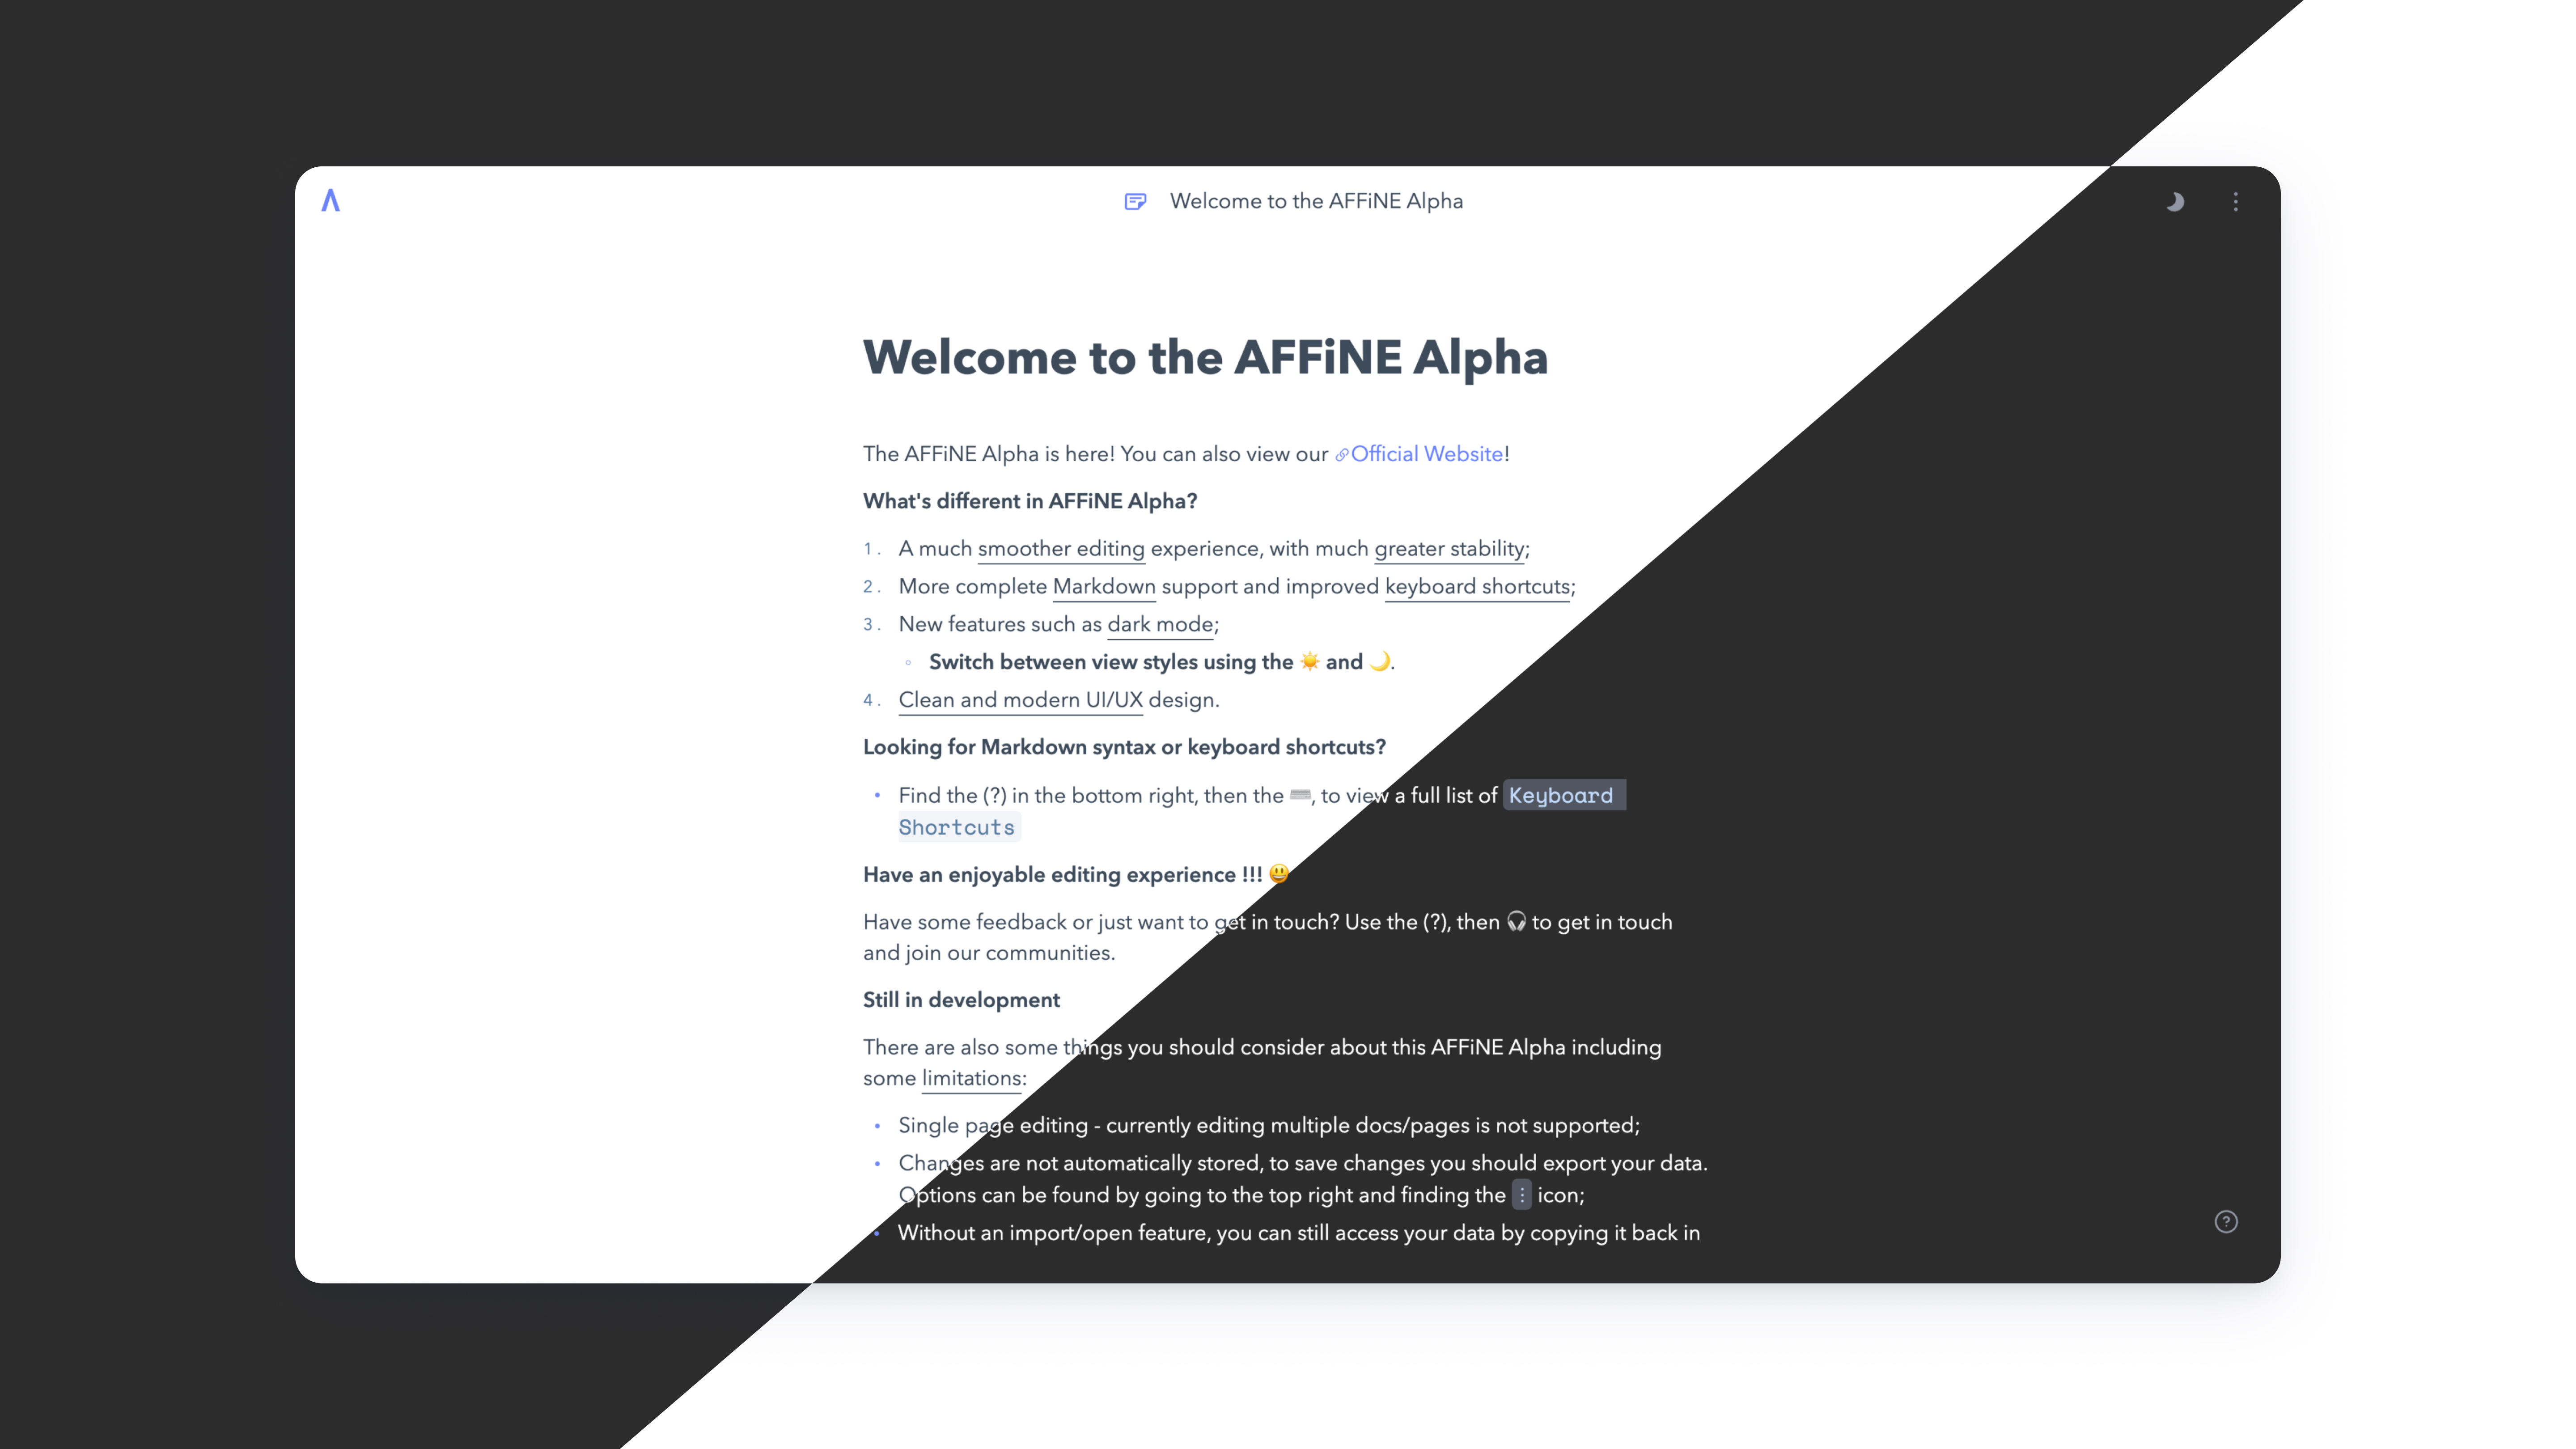 Welcome to the AFFiNE Alpha
Welcome to the AFFiNE Alpha
The AFFiNE Alpha is here! You can also view our 🔗Official Website!
What's different in AFFiNE Alpha?
1. A much smoother editing experience, with much greater stability;
2. More complete Markdown support and improved keyboard shortcuts;
3. New features such as dark mode;
◦ Switch between view styles using the ☀️ and 🌙.
4. Clean and modern UI/UX design.
Looking for Markdown syntax or keyboard shortcuts?
• Find the (?) in the bottom right, then the ⌨️, to view a full list of Keyboard
Shortcuts
Have an enjoyable editing experience !!! 😃
Have some feedback or just want to get in touch? Use the (?), then 🎧 to get in touch
and join our communities.
Still in development
There are also some things you should consider about this AFFiNE Alpha including
some limitations:
• Single page editing - currently editing multiple docs/pages is not supported;
• Changes are not automatically stored, to save changes you should export your data.
Options can be found by going to the top right and finding the ⋮ icon;
• Without an import/open feature, you can still access your data by copying it back in
?